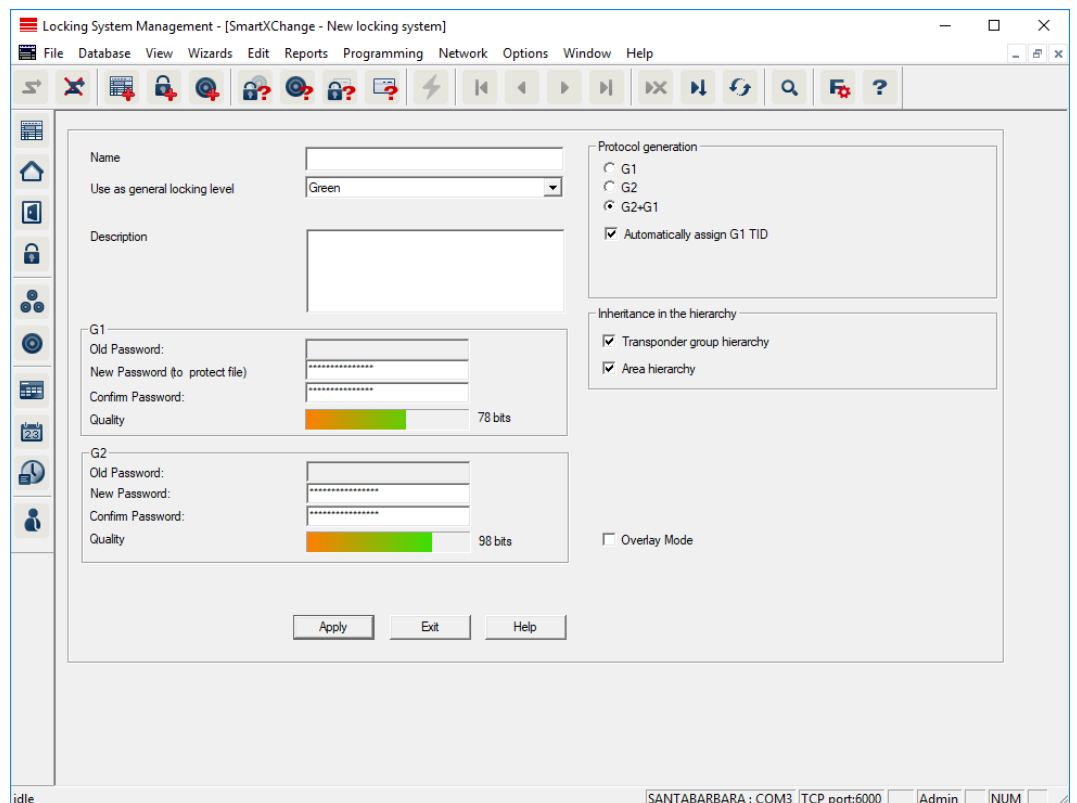 Locking System Management - [SmartXChange - New locking system]
File Database View Wizards Edit Reports Programming Network Options Window Help
Name
Use as general locking level Green
Description
G1
Old Password:
New Password (to protect file) ***************
Confirm Password: ***************
Quality 78 bits
G2
Old Password:
New Password: ****************
Confirm Password: ****************
Quality 98 bits
Apply Exit Help
Protocol generation
G1
G2
G2+G1
Automatically assign G1 TID
Inheritance in the hierarchy
Transponder group hierarchy
Area hierarchy
Overlay Mode
23
idle SANTABARBARA : COM3 TCP port:6000 Admin NUM